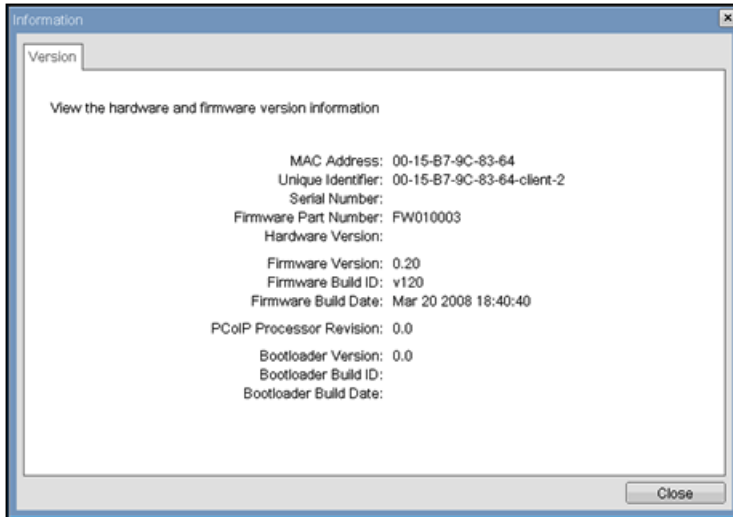 Information
Version
View the hardware and firmware version information
MAC Address: 00-15-B7-9C-83-64
Unique Identifier: 00-15-B7-9C-83-64-client-2
Serial Number:
Firmware Part Number: FW010003
Hardware Version:
Firmware Version: 0.20
Firmware Build ID: v120
Firmware Build Date: Mar 20 2008 18:40:40
PCoIP Processor Revision: 0.0
Bootloader Version: 0.0
Bootloader Build ID:
Bootloader Build Date:
Close